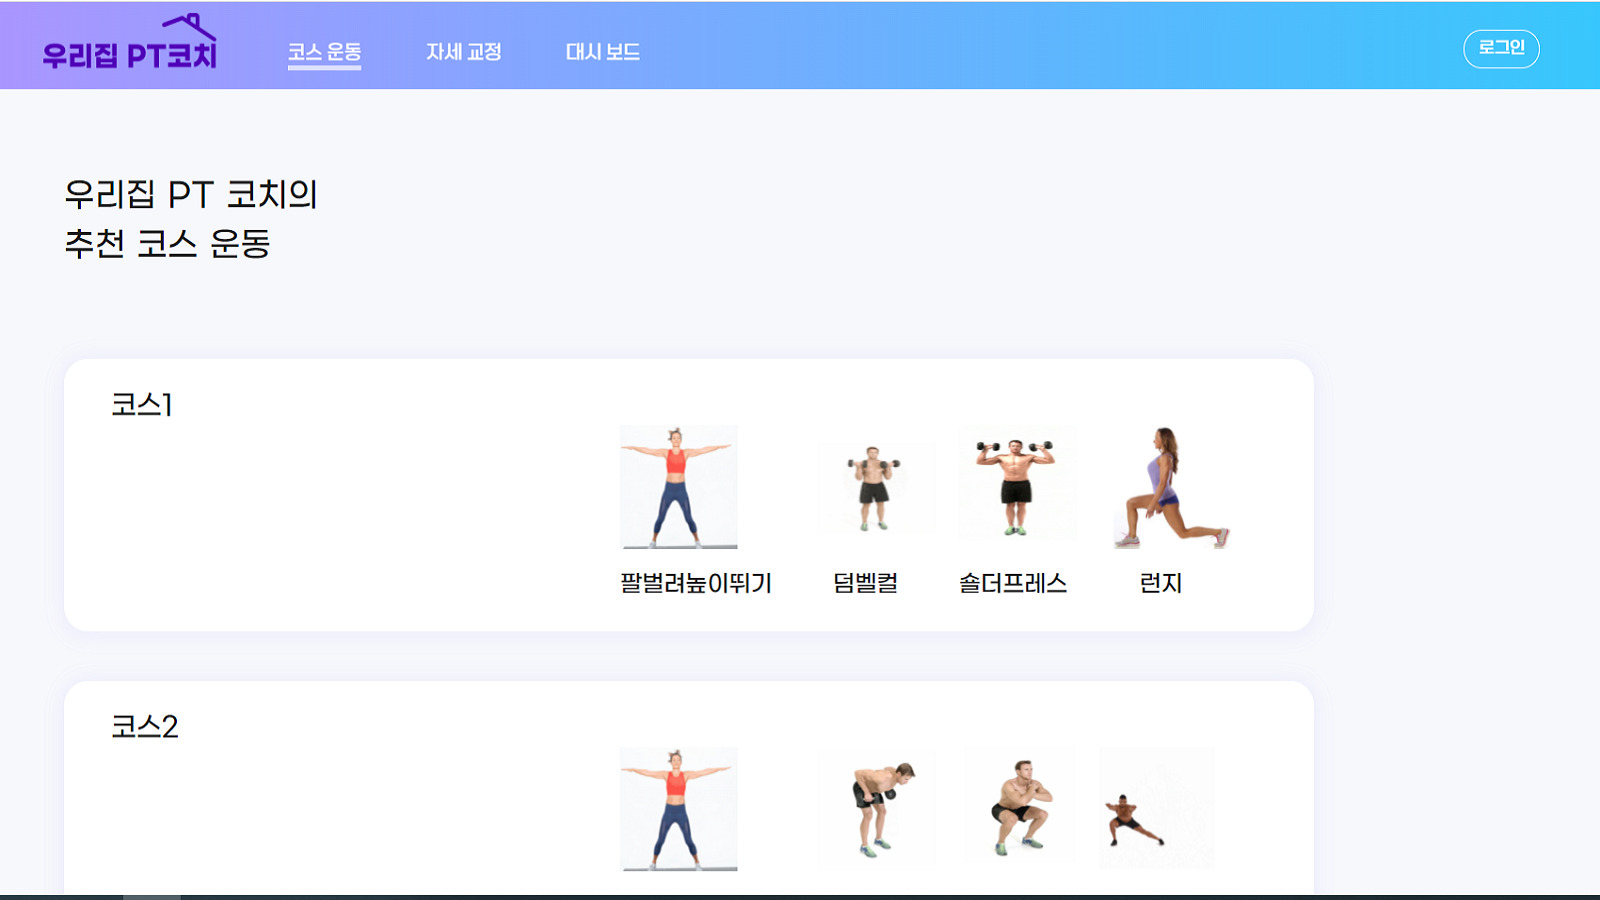 우리집 PT코치
코스 운동
자세 교정
대시 보드
로그인
우리집 PT 코치의
추천 코스 운동
코스1
팔벌려높이뛰기
덤벨컬
숄더프레스
런지
코스2